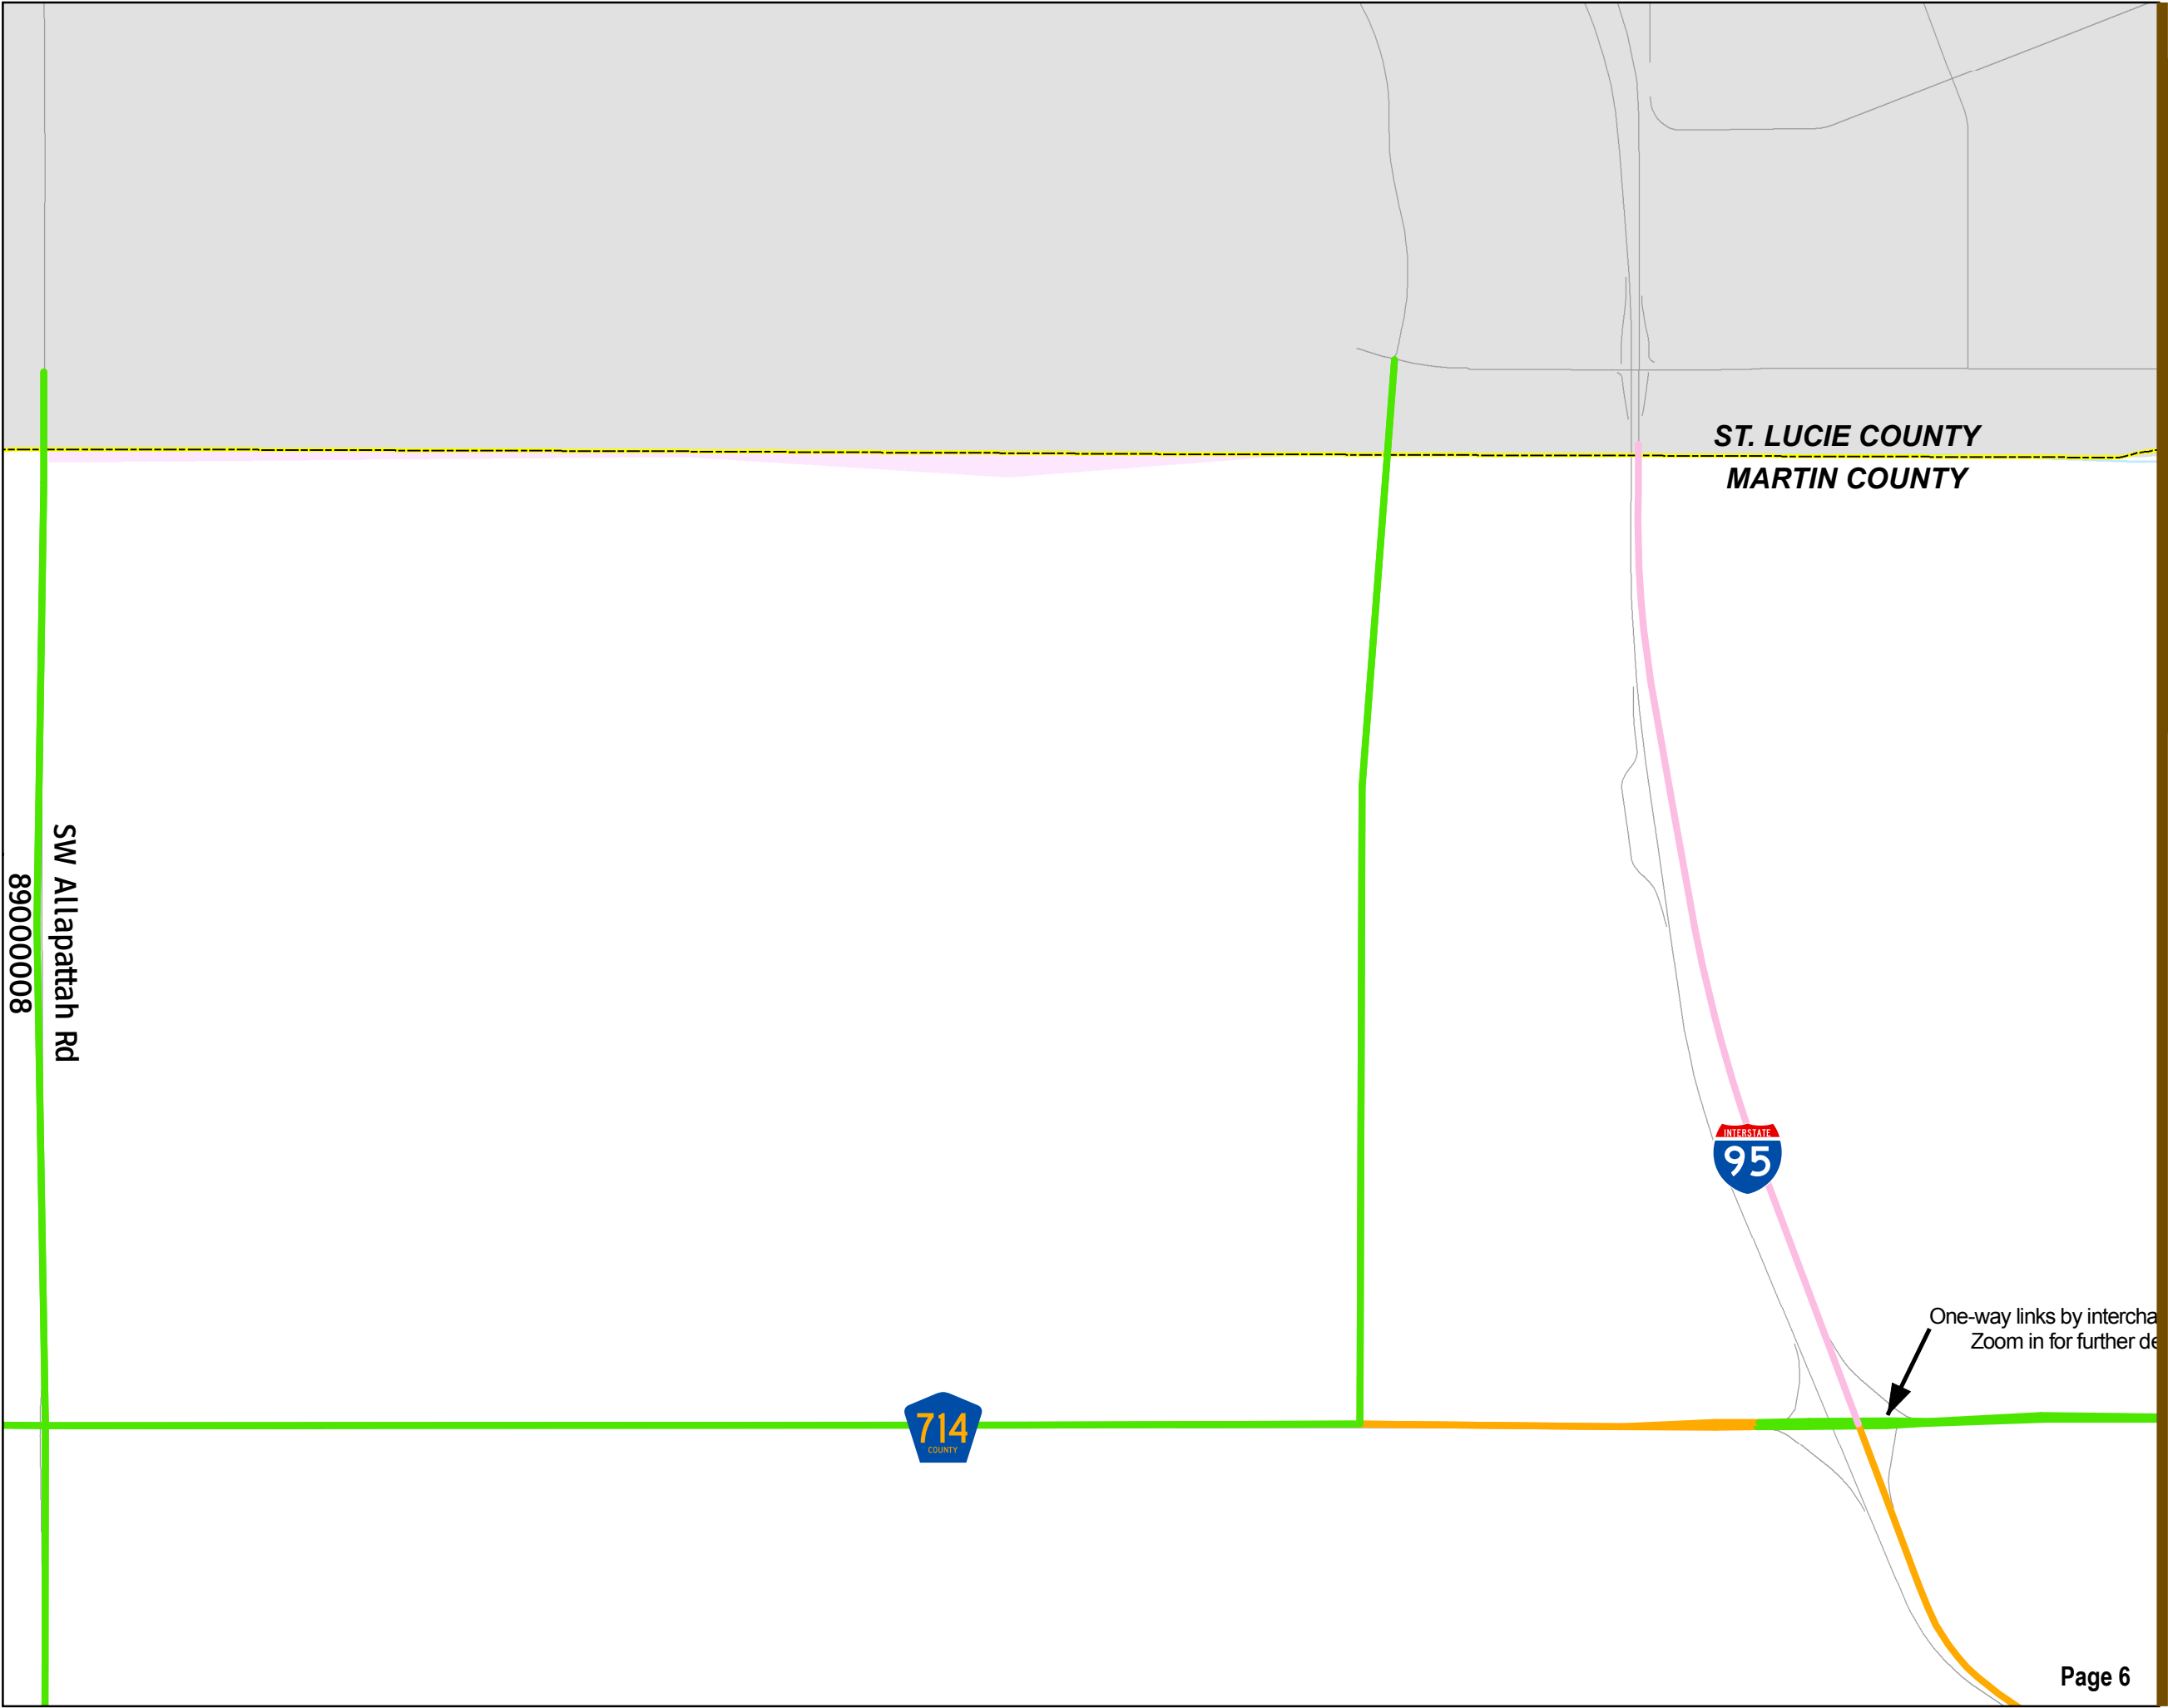 ST. LUCIE COUNTY
MARTIN COUNTY
SW Allapattah Rd
89000008
INTERSTATE
95
One-way links by intercha
Zoom in for further de
714
COUNTY
Page 6